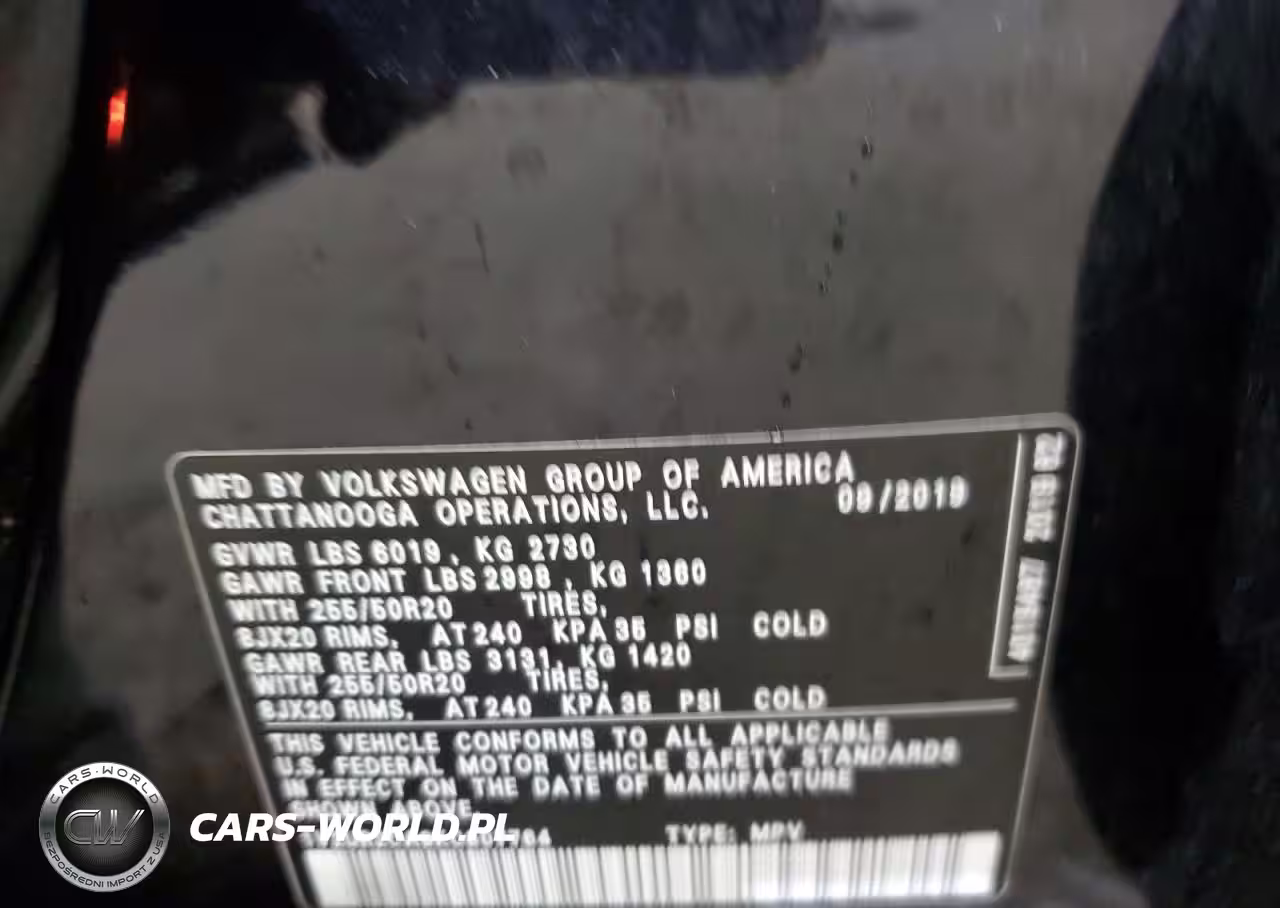 MFD BY VOLKSWAGEN GROUP OF AMERICA
CHATTANOOGA OPERATIONS, LLC. 09/2019
GVWR LBS 6019, KG 2730
GAWR FRONT LBS 2998, KG 1360
WITH 255/50R20 TIRES,
8JX20 RIMS, AT 240 KPA 35 PSI COLD
GAWR REAR LBS 3131, KG 1420
WITH 255/50R20 TIRES,
8JX20 RIMS, AT 240 KPA 35 PSI COLD
THIS VEHICLE CONFORMS TO ALL APPLICABLE
U.S. FEDERAL MOTOR VEHICLE SAFETY STANDARDS
IN EFFECT ON THE DATE OF MANUFACTURE
SHOWN ABOVE.
TYPE: MPV
CARS-WORLD
CW
BEZPOŚREDNI IMPORT Z USA
CARS-WORLD.PL